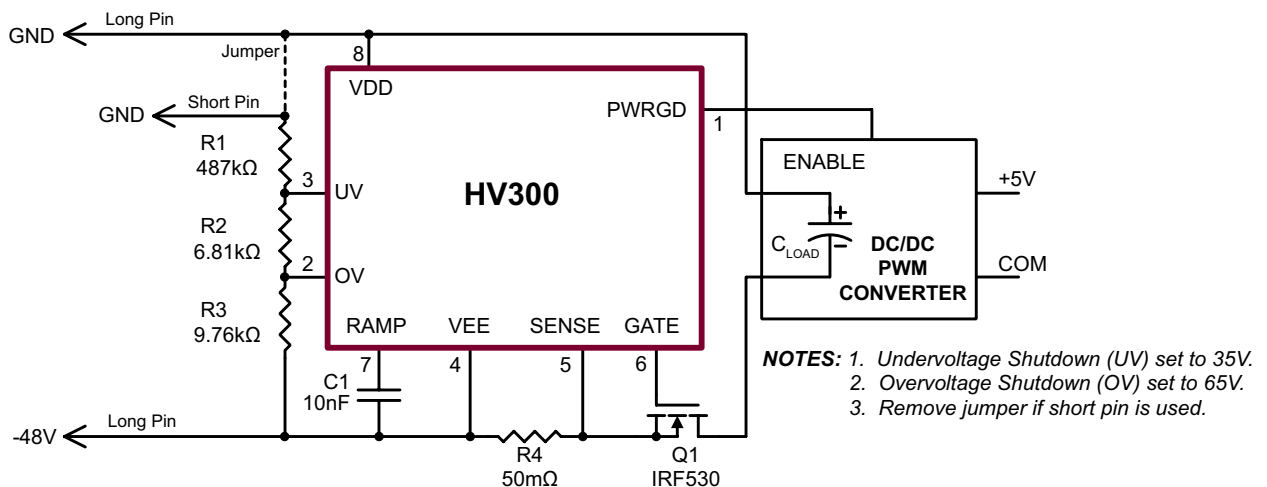 GND
Long Pin
Jumper
8
VDD
GND
Short Pin
PWRGD
1
R1
487kΩ
ENABLE
3
UV
HV300
+5V
R2
6.81kΩ
+
CLOAD
–
DC/DC
PWM
CONVERTER
2
OV
COM
R3
9.76kΩ
RAMP
VEE
SENSE
GATE
7
4
5
6
C1
10nF
NOTES: 1. Undervoltage Shutdown (UV) set to 35V.
2. Overvoltage Shutdown (OV) set to 65V.
3. Remove jumper if short pin is used.
-48V
Long Pin
R4
50mΩ
Q1
IRF530